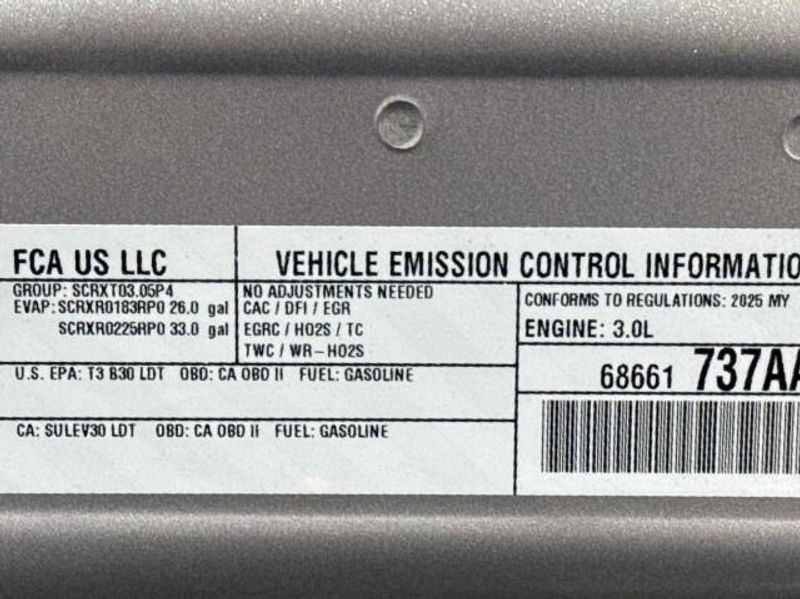 FCA US LLC
VEHICLE EMISSION CONTROL INFORMATIO
GROUP: SCRXT03.05P4
EVAP: SCRXR0183RP0 26.0 gal
SCRXR0225RP0 33.0 gal
NO ADJUSTMENTS NEEDED
CAC / DFI / EGR
EGRC / HO2S / TC
TWC / WR-HO2S
CONFORMS TO REGULATIONS: 2025 MY
ENGINE: 3.0L
U.S. EPA: T3 B30 LDT OBD: CA OBD II FUEL: GASOLINE
68661 737AA
CA: SULEV30 LDT OBD: CA OBD II FUEL: GASOLINE